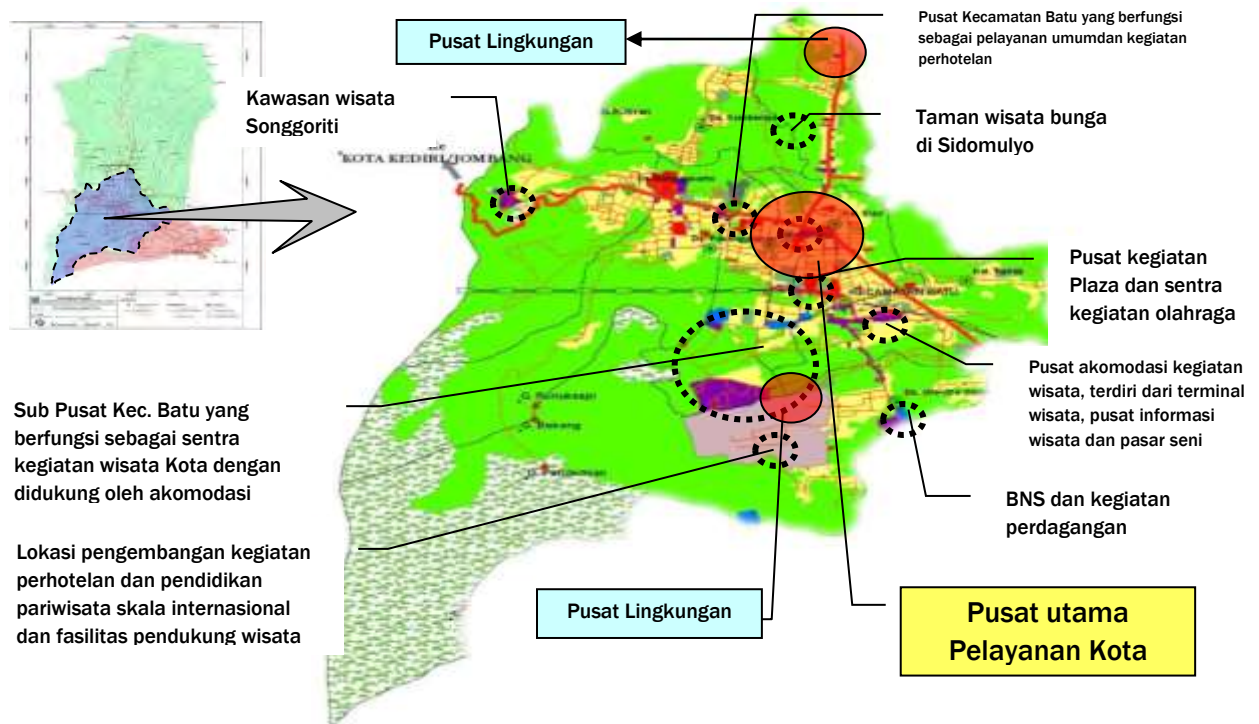 Pusat Lingkungan
Pusat Kecamatan Batu yang berfungsi
sebagai pelayanan umumdan kegiatan
perhotelan
Kawasan wisata
Songgoriti
Taman wisata bunga
di Sidomulyo
KOTA KEDIRI/JOMBANG
Pusat kegiatan
Plaza dan sentra
kegiatan olahraga
KECAMATAN BATU
Pusat akomodasi kegiatan
wisata, terdiri dari terminal
wisata, pusat informasi
wisata dan pasar seni
Sub Pusat Kec. Batu yang
berfungsi sebagai sentra
kegiatan wisata Kota dengan
didukung oleh akomodasi
BNS dan kegiatan
perdagangan
Lokasi pengembangan kegiatan
perhotelan dan pendidikan
pariwisata skala internasional
dan fasilitas pendukung wisata
Pusat Lingkungan
Pusat utama
Pelayanan Kota